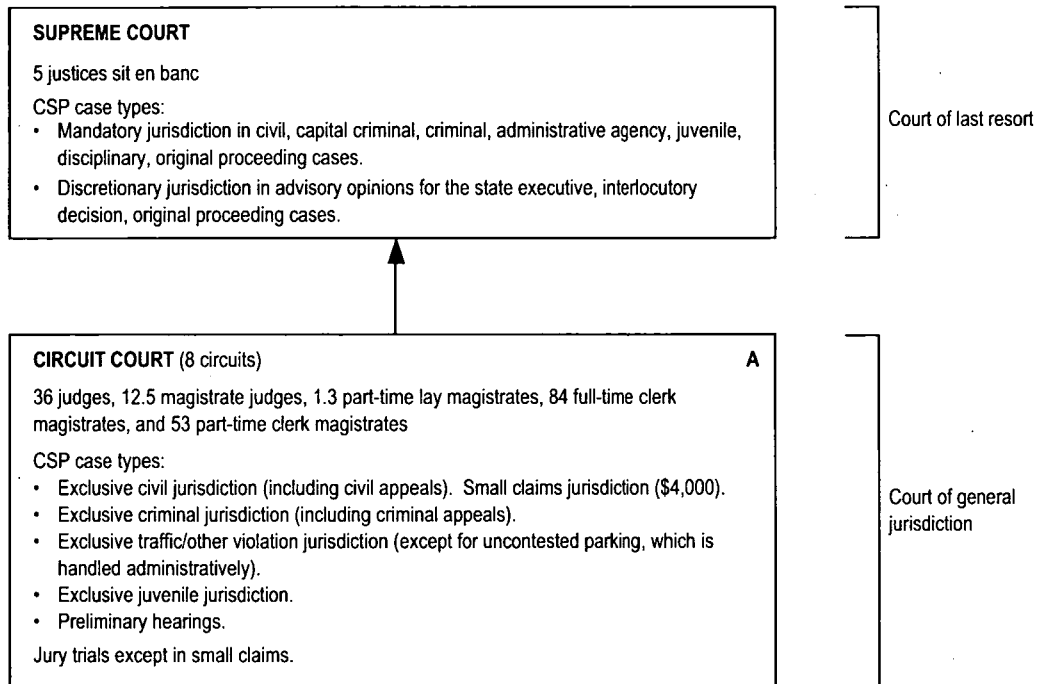 SUPREME COURT
5 justices sit en banc
CSP case types:
• Mandatory jurisdiction in civil, capital criminal, criminal, administrative agency, juvenile,
disciplinary, original proceeding cases.
• Discretionary jurisdiction in advisory opinions for the state executive, interlocutory
decision, original proceeding cases.
Court of last resort
CIRCUIT COURT (8 circuits) A
36 judges, 12.5 magistrate judges, 1.3 part-time lay magistrates, 84 full-time clerk
magistrates, and 53 part-time clerk magistrates
CSP case types:
• Exclusive civil jurisdiction (including civil appeals). Small claims jurisdiction ($4,000).
• Exclusive criminal jurisdiction (including criminal appeals).
• Exclusive traffic/other violation jurisdiction (except for uncontested parking, which is
handled administratively).
• Exclusive juvenile jurisdiction.
• Preliminary hearings.
Jury trials except in small claims.
Court of general
jurisdiction